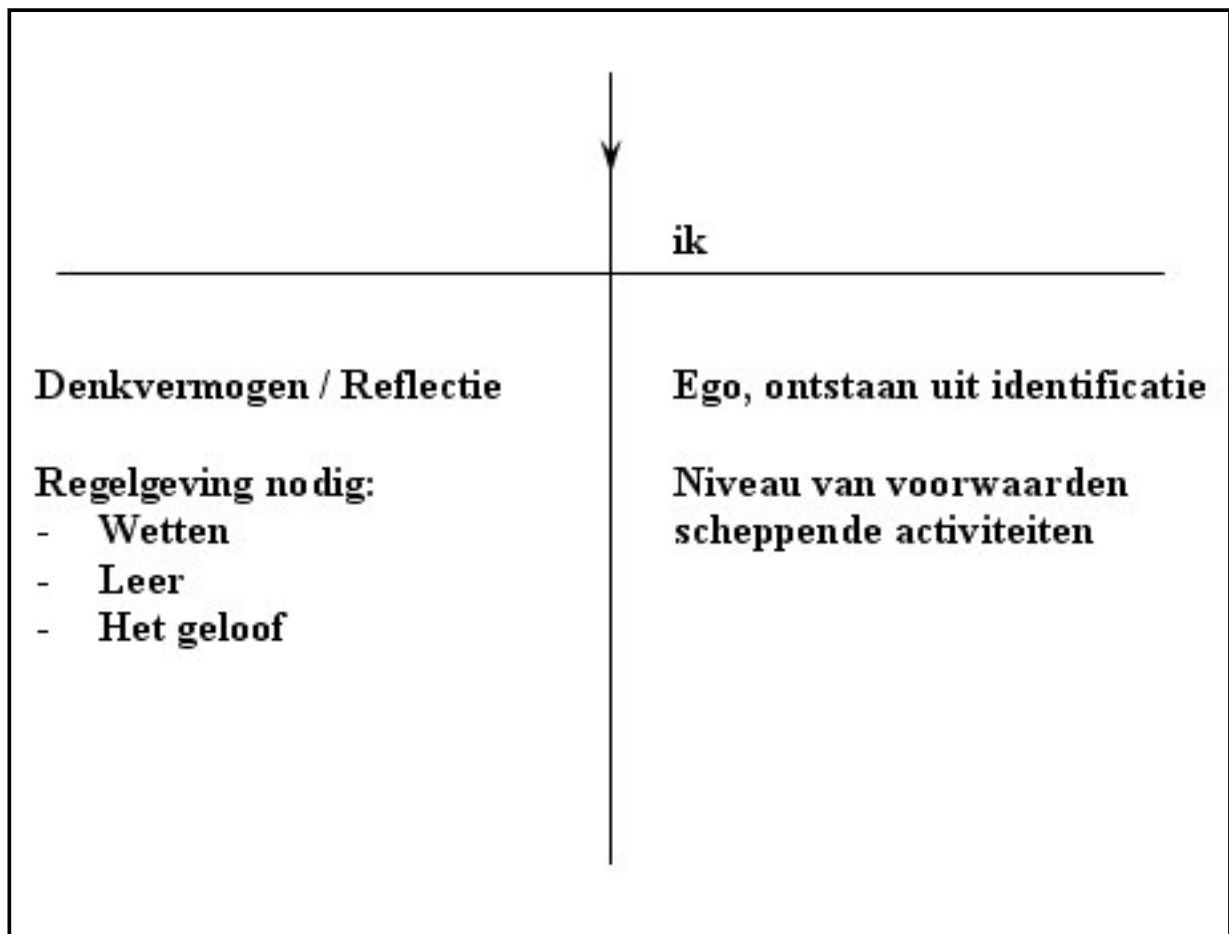 ik
Denkvermogen / Reflectie
Regelgeving nodig:
- Wetten
- Leer
- Het geloof
Ego, ontstaan uit identificatie
Niveau van voorwaarden
scheppende activiteiten